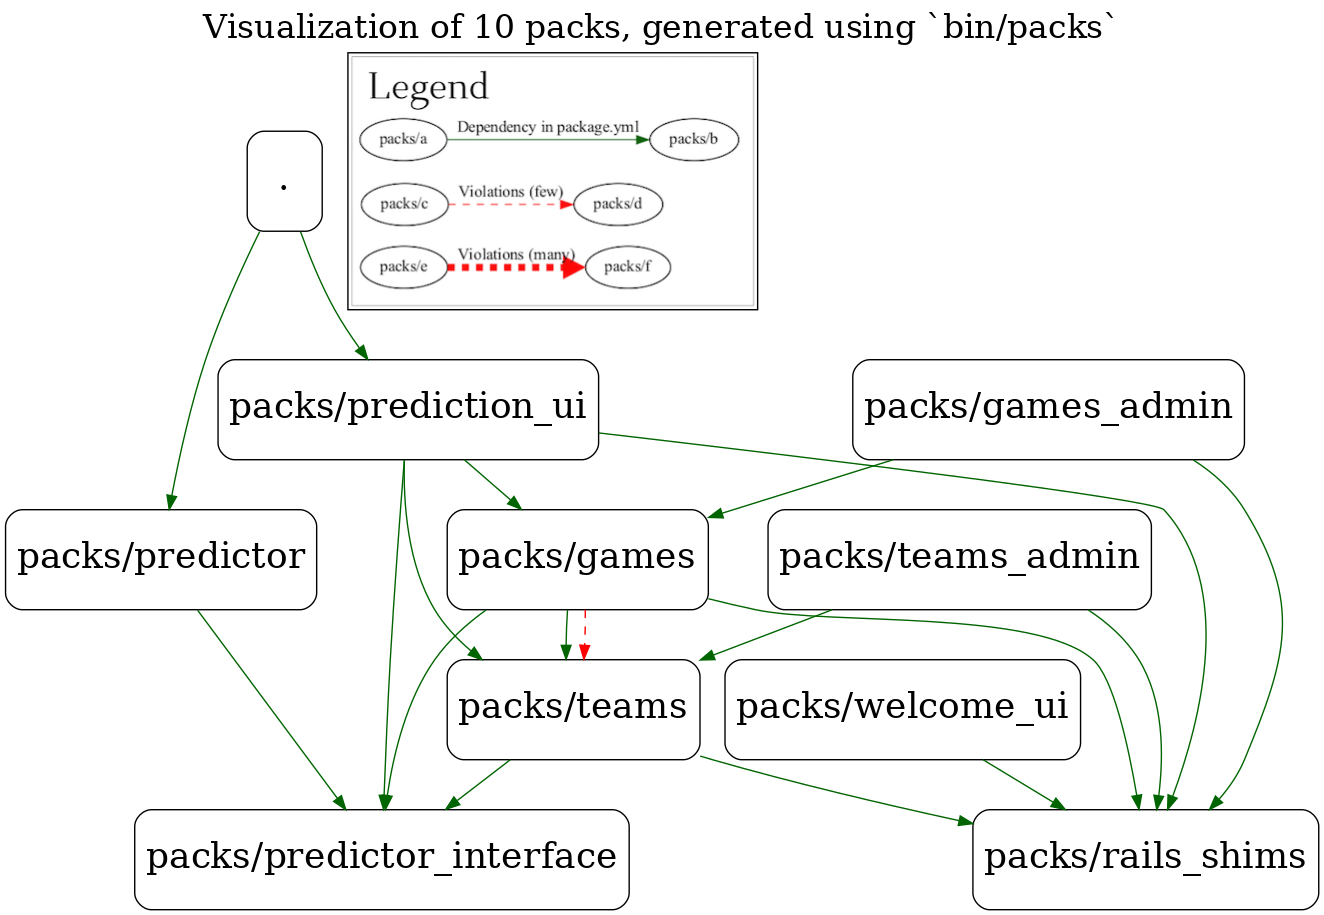 Visualization of 10 packs, generated using `bin/packs`
Legend
packs/a
Dependency in package.yml
packs/b
packs/c
Violations (few)
packs/d
packs/e
Violations (many)
packs/f
.
packs/prediction_ui
packs/games_admin
packs/predictor
packs/games
packs/teams_admin
packs/teams
packs/welcome_ui
packs/predictor_interface
packs/rails_shims